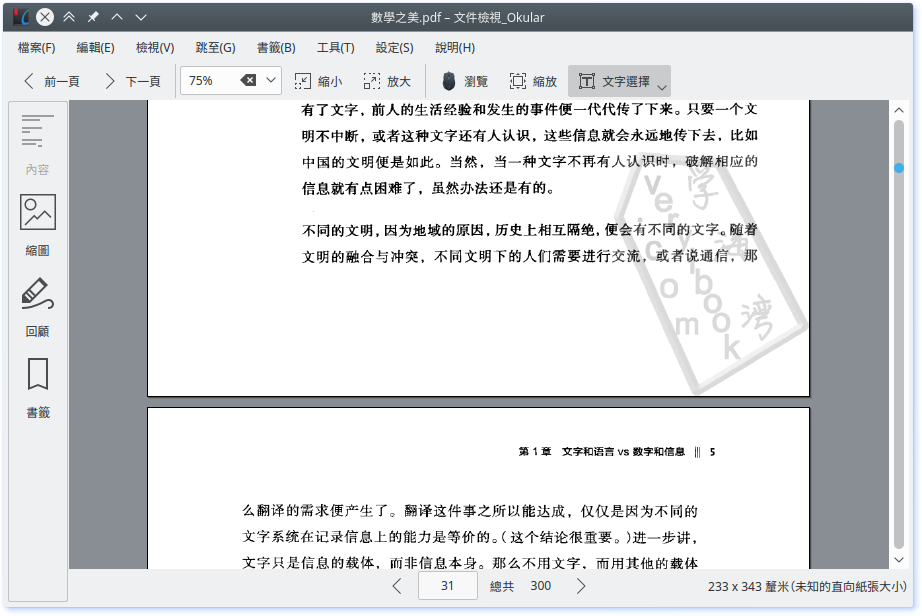 數學之美.pdf – 文件檢視_Okular
檔案(F) 編輯(E) 檢視(V) 跳至(G) 書籤(B) 工具(T) 設定(S) 說明(H)
前一頁 下一頁 75% 縮小 放大 瀏覽 縮放 文字選擇
內容
縮圖
回顧
書籤
有了文字，前人的生活经验和发生的事件便一代代传了下来。只要一个文
明不中断，或者这种文字还有人认识，这些信息就会永远地传下去，比如
中国的文明便是如此。当然，当一种文字不再有人认识时，破解相应的
信息就有点困难了，虽然办法还是有的。
不同的文明，因为地域的原因，历史上相互隔绝，便会有不同的文字。随着
文明的融合与冲突，不同文明下的人们需要进行交流，或者说通信，那
学通湾
verybook
.com
第 1 章 文字和语言 vs 数字和信息 ||| 5
么翻译的需求便产生了。翻译这件事之所以能达成，仅仅是因为不同的
文字系统在记录信息上的能力是等价的。（这个结论很重要。）进一步讲，
文字只是信息的载体，而非信息本身。那么不用文字，而用其他的载体
31 總共 300
233 x 343 釐米(未知的直向紙張大小)